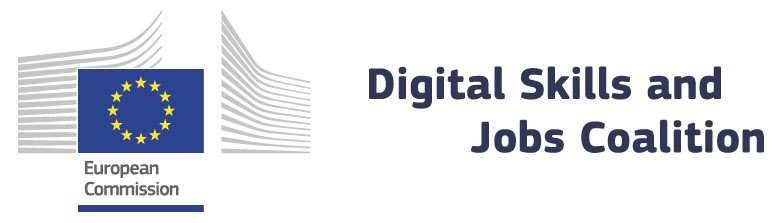 Digital Skills and
Jobs Coalition
European
Commission